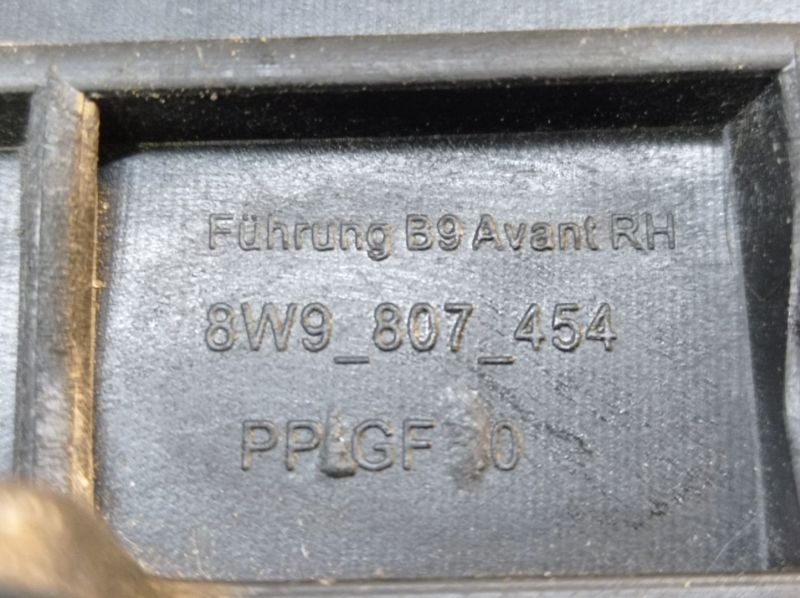 Führung B9 Avant RH
8W9_807_454
PP GF